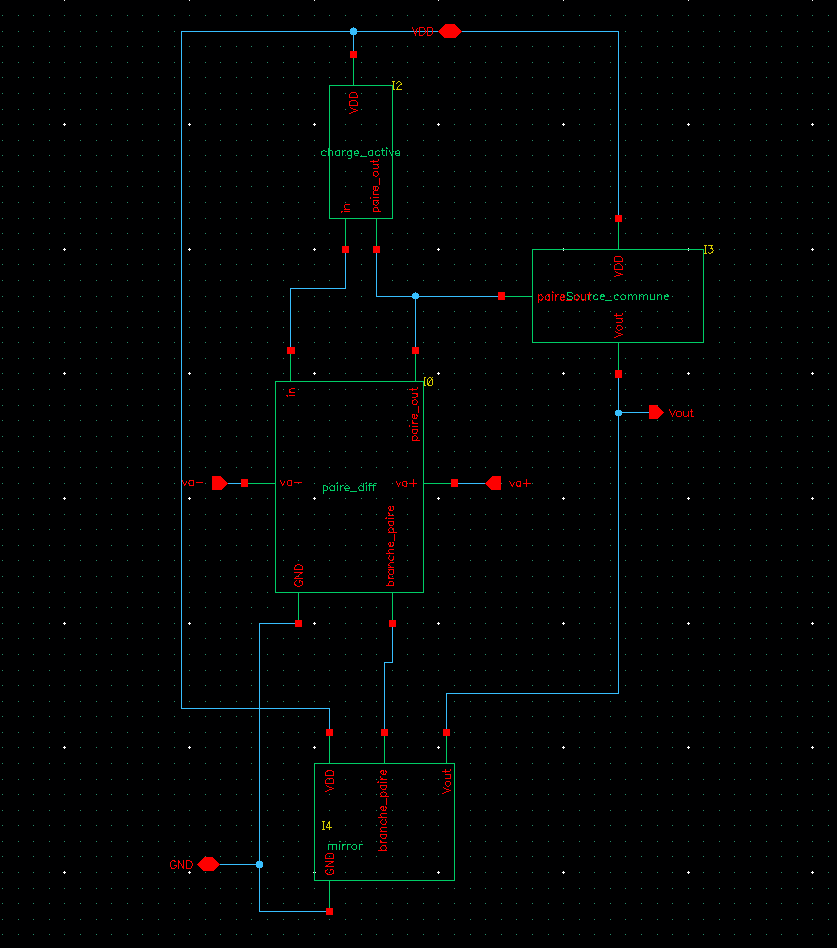 VDD
I2
VDD
charge_active
in
paire_out
I3
VDD
Source_commune
Vout
Vout
I0
in
paire_out
va-
va-
paire_diff
va+
va+
GND
branche_paire
VDD
branche_paire
Vout
I4
mirror
GND
GND